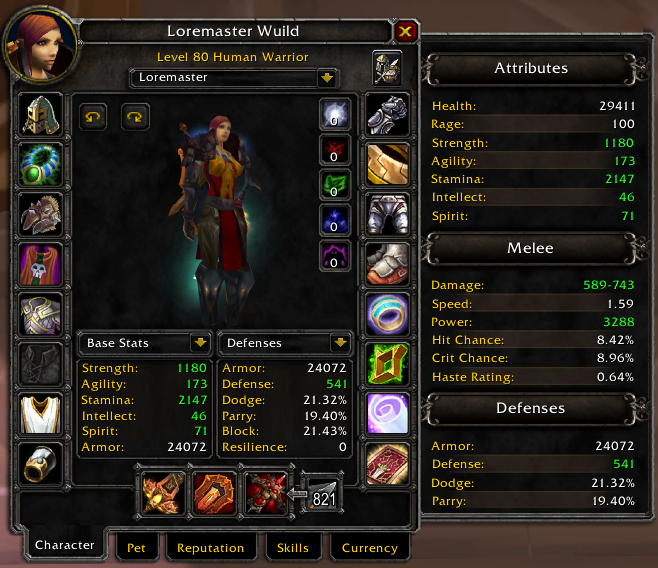 Loremaster Wuild
Level 80 Human Warrior
Loremaster
0
0
0
0
0
Base Stats
Strength: 1180
Agility: 173
Stamina: 2147
Intellect: 46
Spirit: 71
Armor: 24072
Defenses
Armor: 24072
Defense: 541
Dodge: 21.32%
Parry: 19.40%
Block: 21.43%
Resilience: 0
821
Character
Pet
Reputation
Skills
Currency
Attributes
Health: 29411
Rage: 100
Strength: 1180
Agility: 173
Stamina: 2147
Intellect: 46
Spirit: 71
Melee
Damage: 589-743
Speed: 1.59
Power: 3288
Hit Chance: 8.42%
Crit Chance: 8.96%
Haste Rating: 0.64%
Defenses
Armor: 24072
Defense: 541
Dodge: 21.32%
Parry: 19.40%